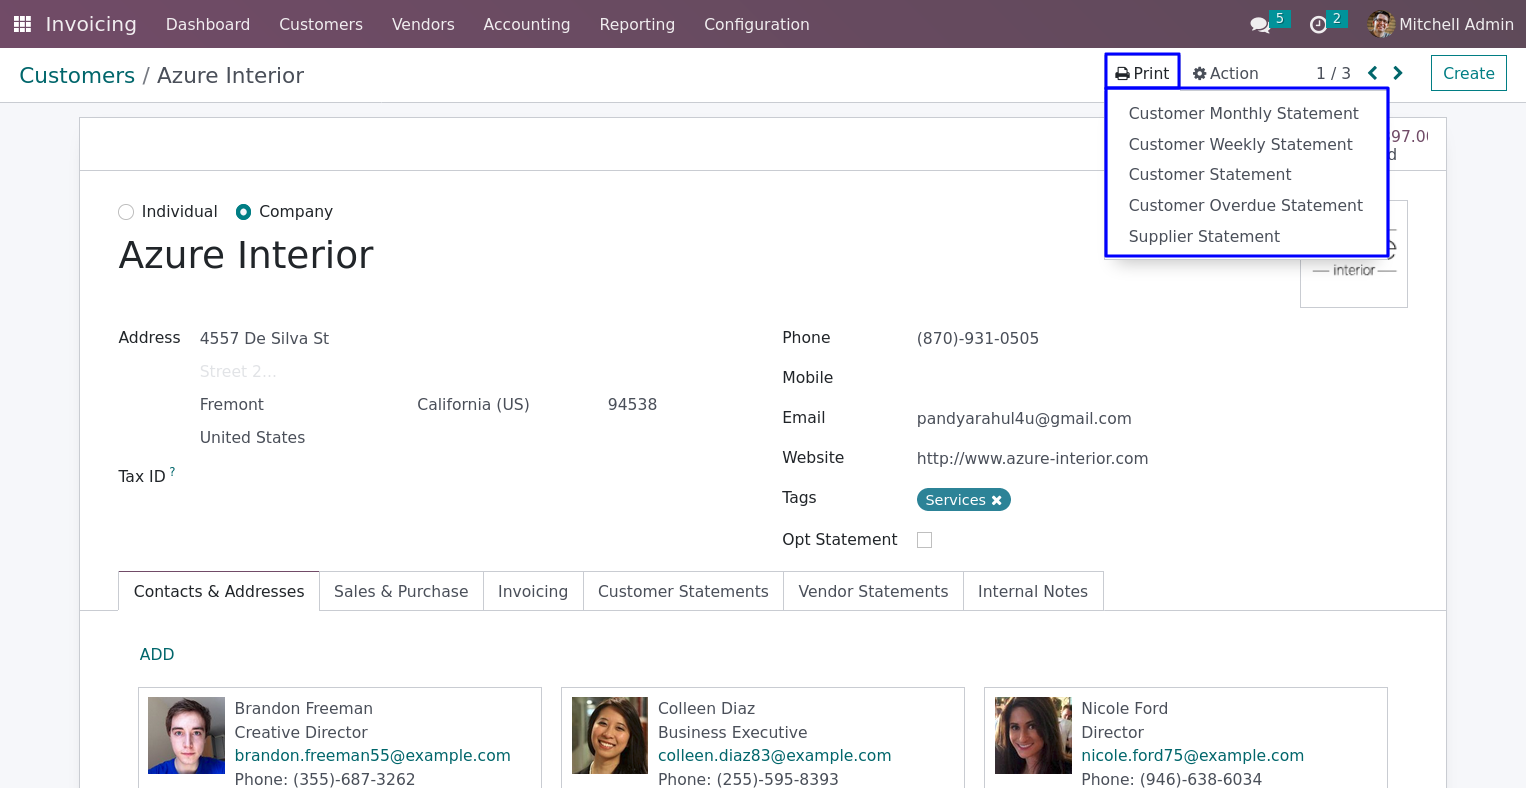 Invoicing Dashboard Customers Vendors Accounting Reporting Configuration 5 2 Mitchell Admin
Customers / Azure Interior Print Action 1 / 3 Create
Customer Monthly Statement
Customer Weekly Statement
Customer Statement
Customer Overdue Statement
Supplier Statement
Individual Company
Azure Interior
interior
Address 4557 De Silva St
Street 2...
Fremont California (US) 94538
United States
Tax ID ?
Phone (870)-931-0505
Mobile
Email pandyarahul4u@gmail.com
Website http://www.azure-interior.com
Tags Services
Opt Statement
Contacts & Addresses Sales & Purchase Invoicing Customer Statements Vendor Statements Internal Notes
ADD
Brandon Freeman
Creative Director
brandon.freeman55@example.com
Phone: (355)-687-3262
Colleen Diaz
Business Executive
colleen.diaz83@example.com
Phone: (255)-595-8393
Nicole Ford
Director
nicole.ford75@example.com
Phone: (946)-638-6034